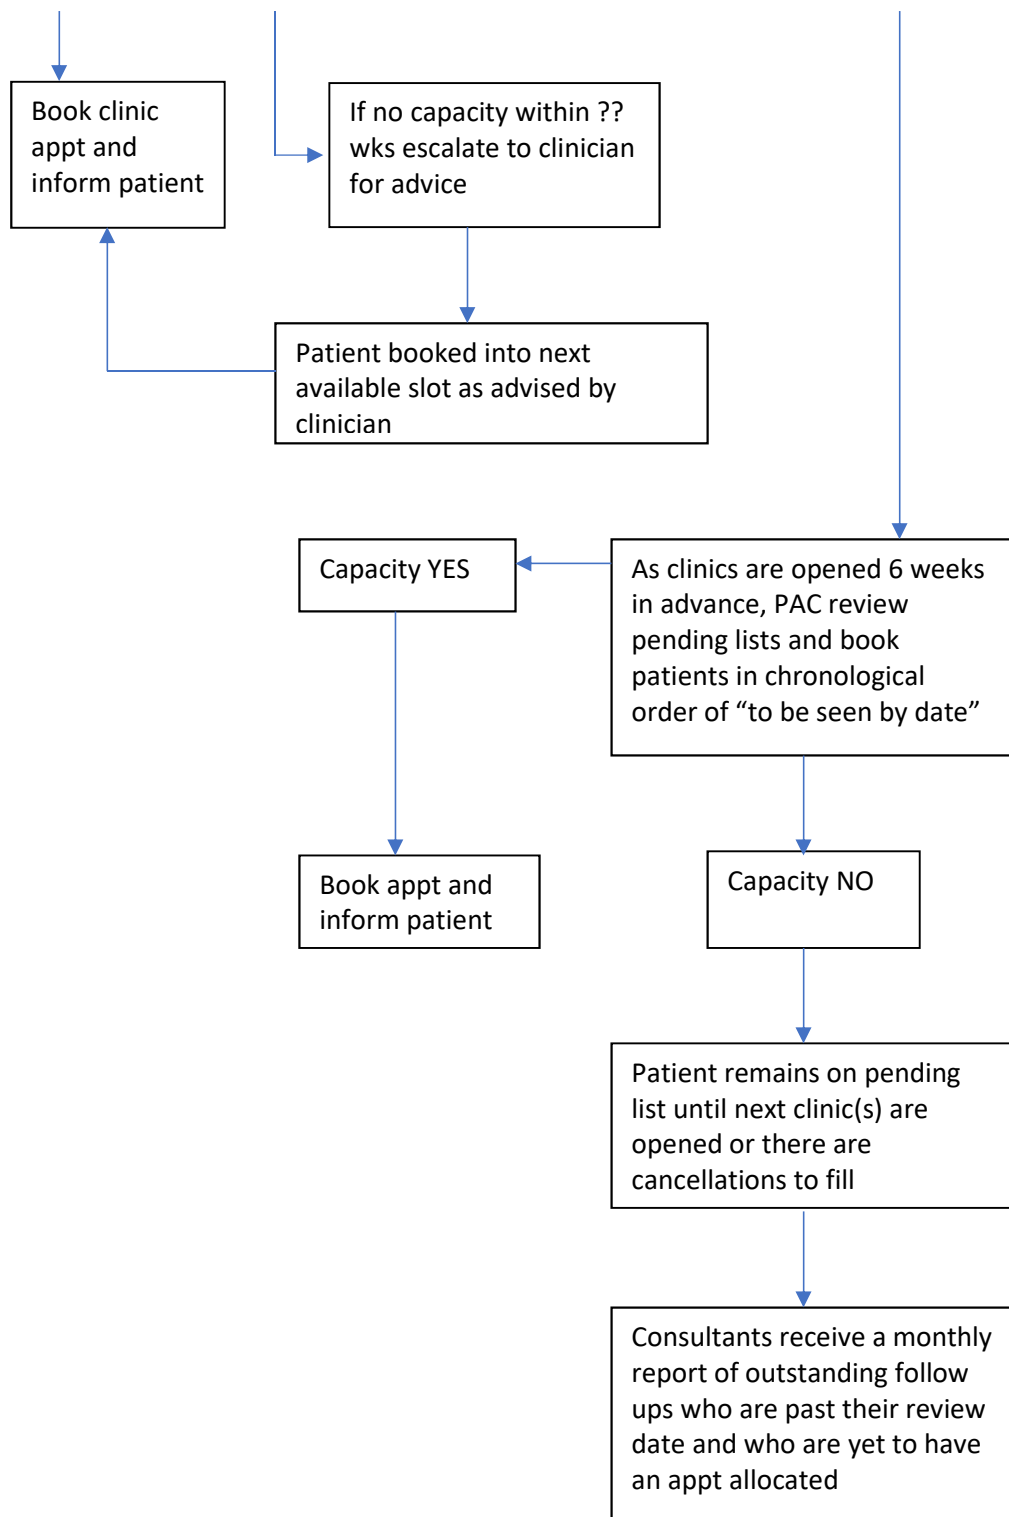 Book clinic
appt and
inform patient
If no capacity within ??
wks escalate to clinician
for advice
Patient booked into next
available slot as advised by
clinician
Capacity YES
As clinics are opened 6 weeks
in advance, PAC review
pending lists and book
patients in chronological
order of “to be seen by date”
Book appt and
inform patient
Capacity NO
Patient remains on pending
list until next clinic(s) are
opened or there are
cancellations to fill
Consultants receive a monthly
report of outstanding follow
ups who are past their review
date and who are yet to have
an appt allocated